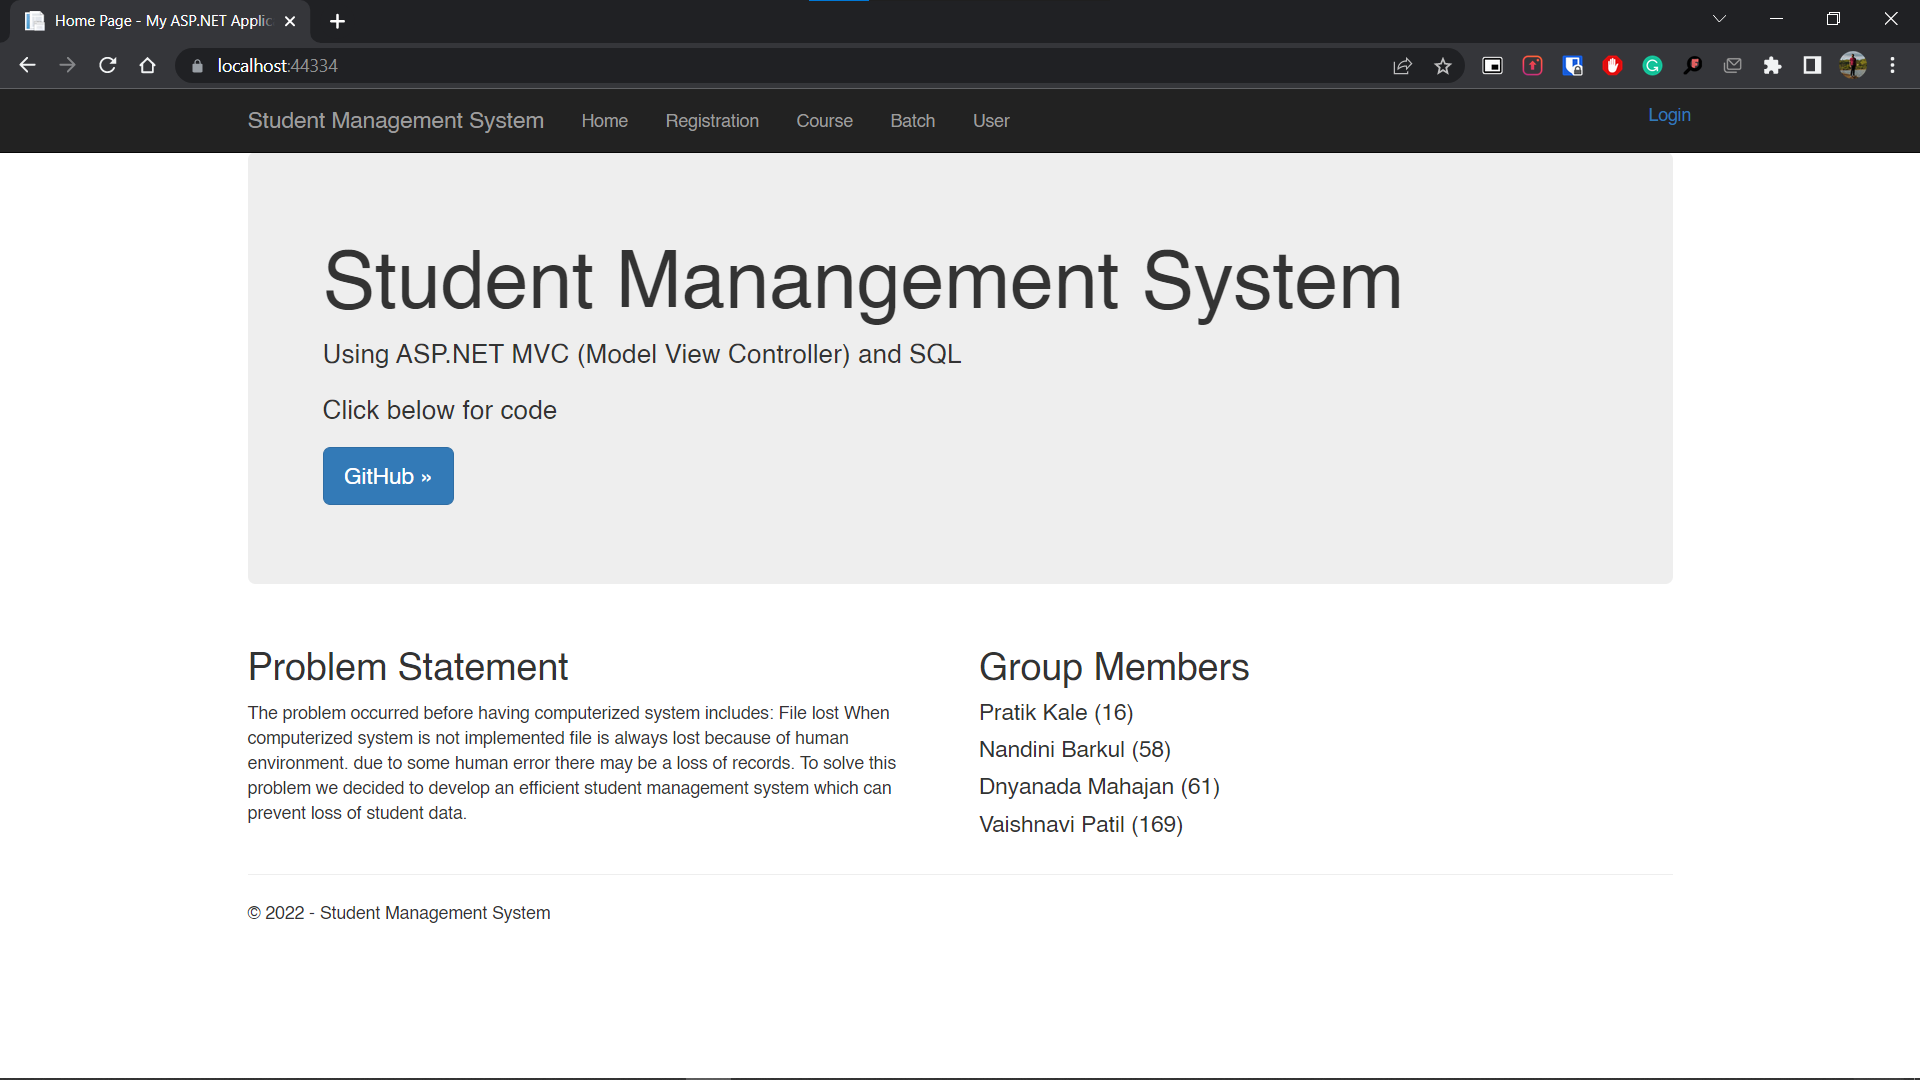 Home Page - My ASP.NET Applic
localhost:44334
Student Management System Home Registration Course Batch User Login
Student Manangement System
Using ASP.NET MVC (Model View Controller) and SQL
Click below for code
GitHub »
Problem Statement
The problem occurred before having computerized system includes: File lost When
computerized system is not implemented file is always lost because of human
environment. due to some human error there may be a loss of records. To solve this
problem we decided to develop an efficient student management system which can
prevent loss of student data.
Group Members
Pratik Kale (16)
Nandini Barkul (58)
Dnyanada Mahajan (61)
Vaishnavi Patil (169)
© 2022 - Student Management System